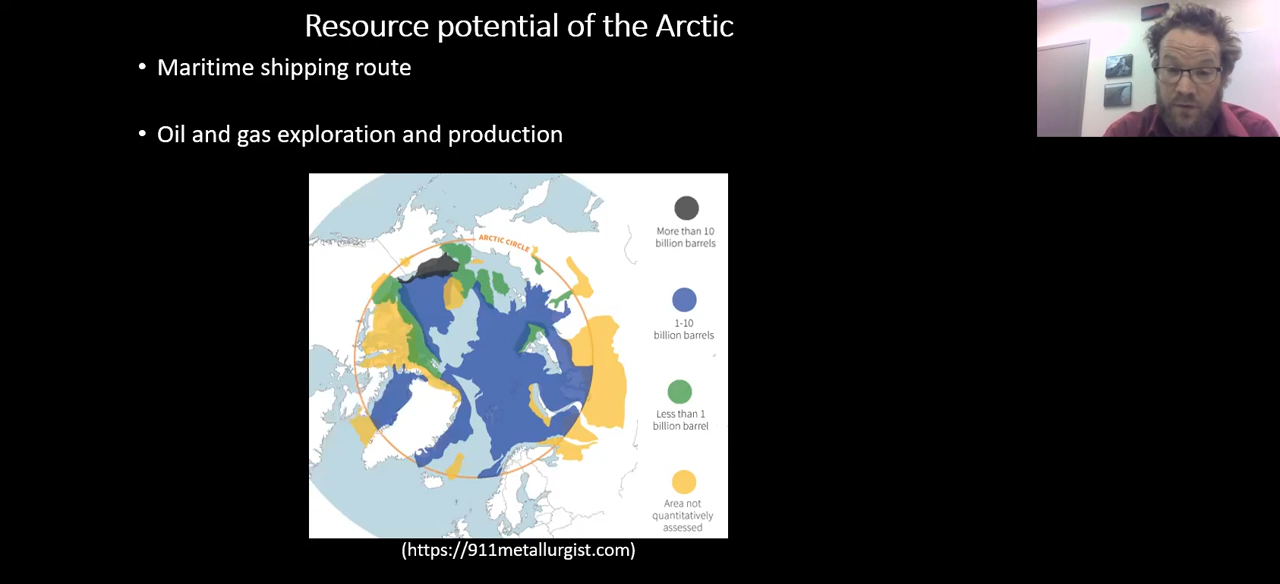 Resource potential of the Arctic
• Maritime shipping route
• Oil and gas exploration and production
ARCTIC CIRCLE
More than 10
billion barrels
1-10
billion barrels
Less than 1
billion barrel
Area not
quantitatively
assessed
(https://911metallurgist.com)